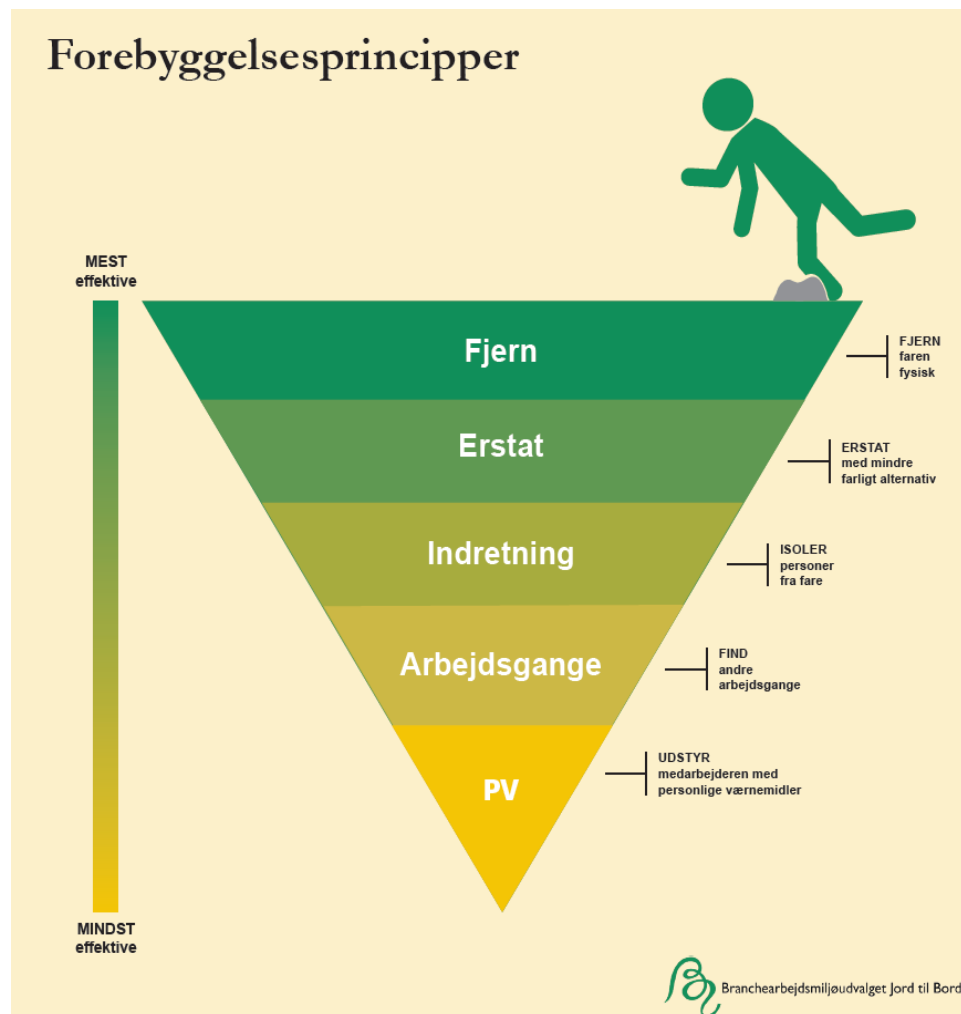 Forebyggelsesprincipper
MEST
effektive
Fjern
FJERN
faren
fysisk
Erstat
ERSTAT
med mindre
farligt alternativ
Indretning
ISOLER
personer
fra fare
Arbejdsgange
FIND
andre
arbejdsgange
PV
UDSTYR
medarbejderen med
personlige værnemidler
MINDST
effektive
Branchearbejdsmiljøudvalget Jord til Bord